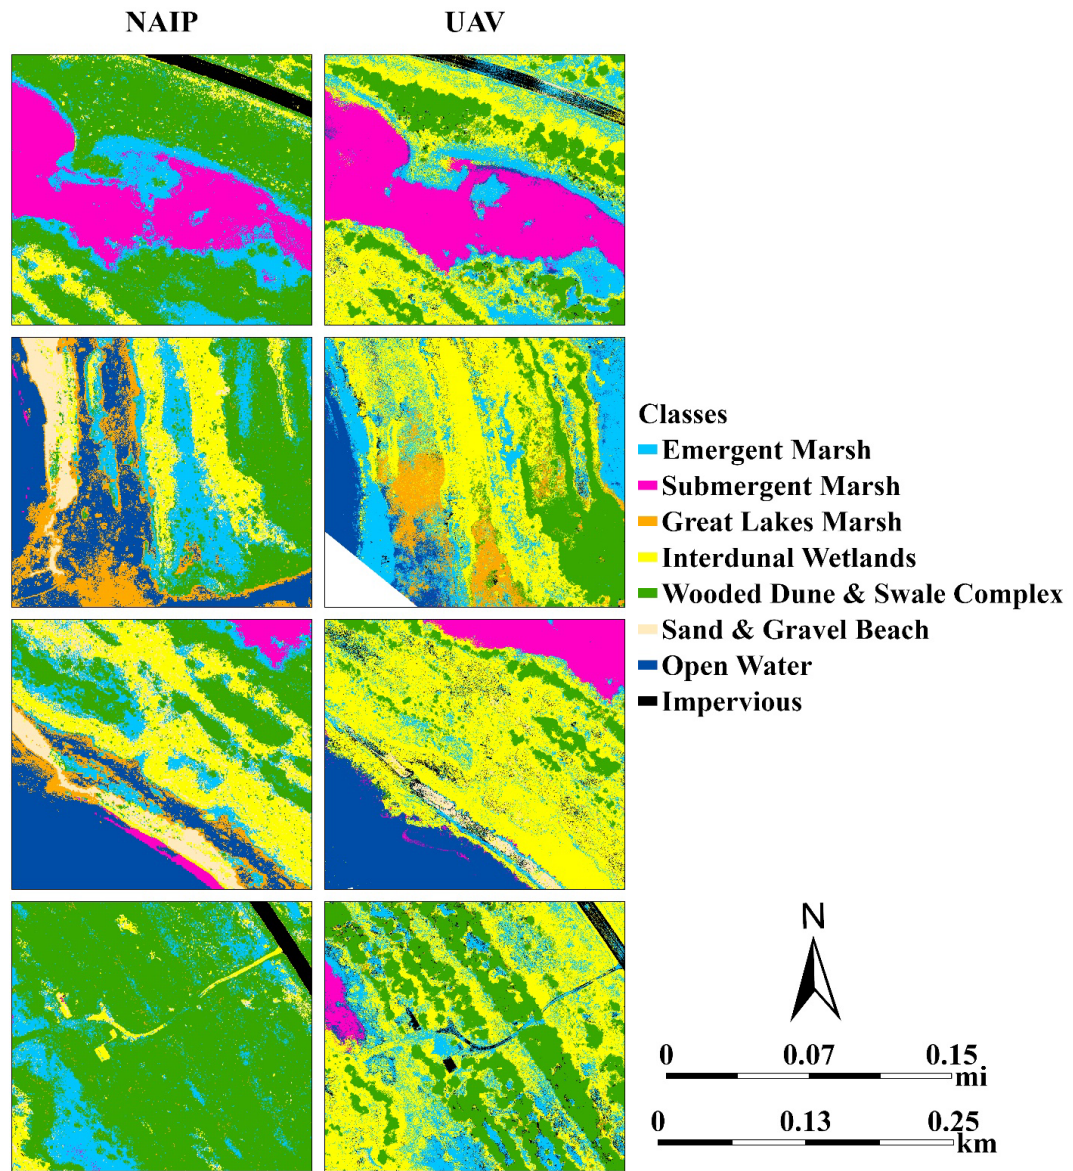 NAIP UAV
Classes
Emergent Marsh
Submergent Marsh
Great Lakes Marsh
Interdunal Wetlands
Wooded Dune & Swale Complex
Sand & Gravel Beach
Open Water
Impervious
N
0 0.07 0.15
mi
0 0.13 0.25
km